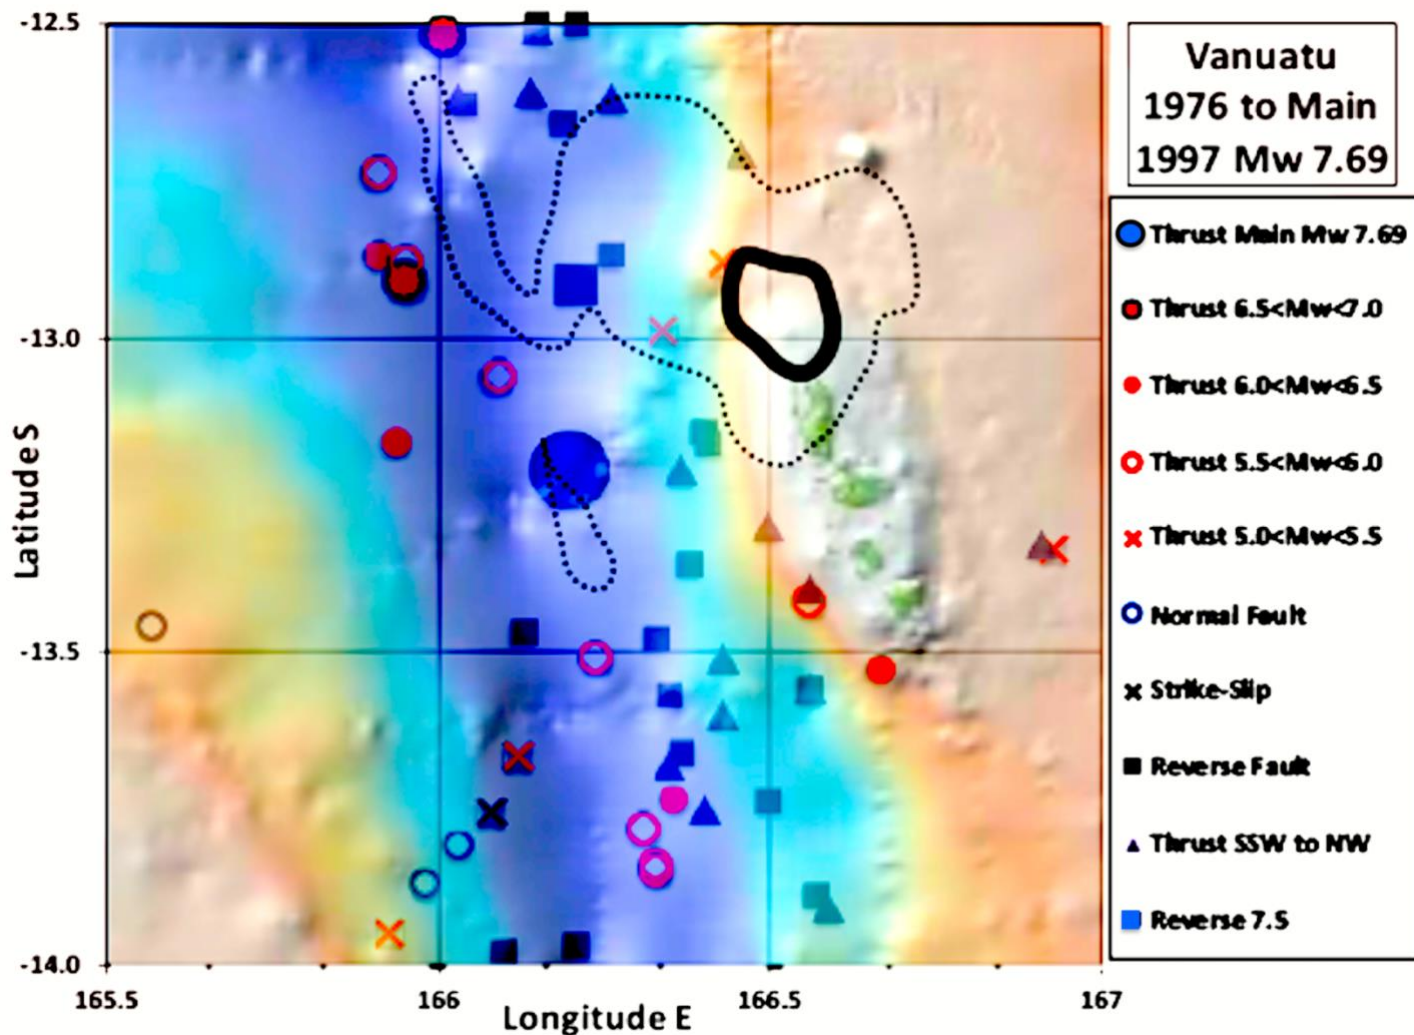 -12.5
-13.0
-13.5
-14.0
Latitude S
165.5
166
166.5
167
Longitude E
Vanuatu
1976 to Main
1997 Mw 7.69
Thrust Main Mw 7.69
Thrust 6.5<Mw<7.0
Thrust 6.0<Mw<6.5
Thrust 5.5<Mw<6.0
Thrust 5.0<Mw<5.5
Normal Fault
Strike-Slip
Reverse Fault
Thrust SSW to NW
Reverse 7.5